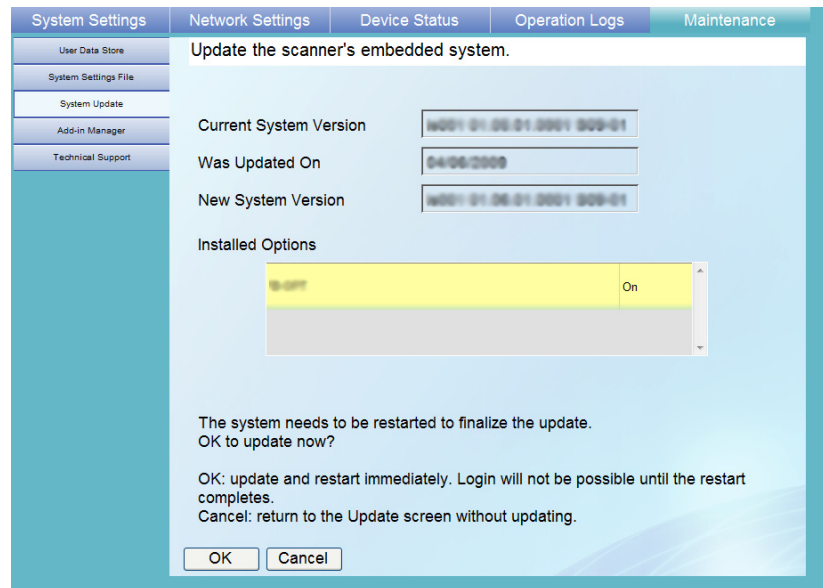 System Settings
Network Settings
Device Status
Operation Logs
Maintenance
User Data Store
System Settings File
System Update
Add-in Manager
Technical Support
Update the scanner's embedded system.
Current System Version
Was Updated On
New System Version
Installed Options
On
The system needs to be restarted to finalize the update.
OK to update now?
OK: update and restart immediately. Login will not be possible until the restart
completes.
Cancel: return to the Update screen without updating.
OK
Cancel